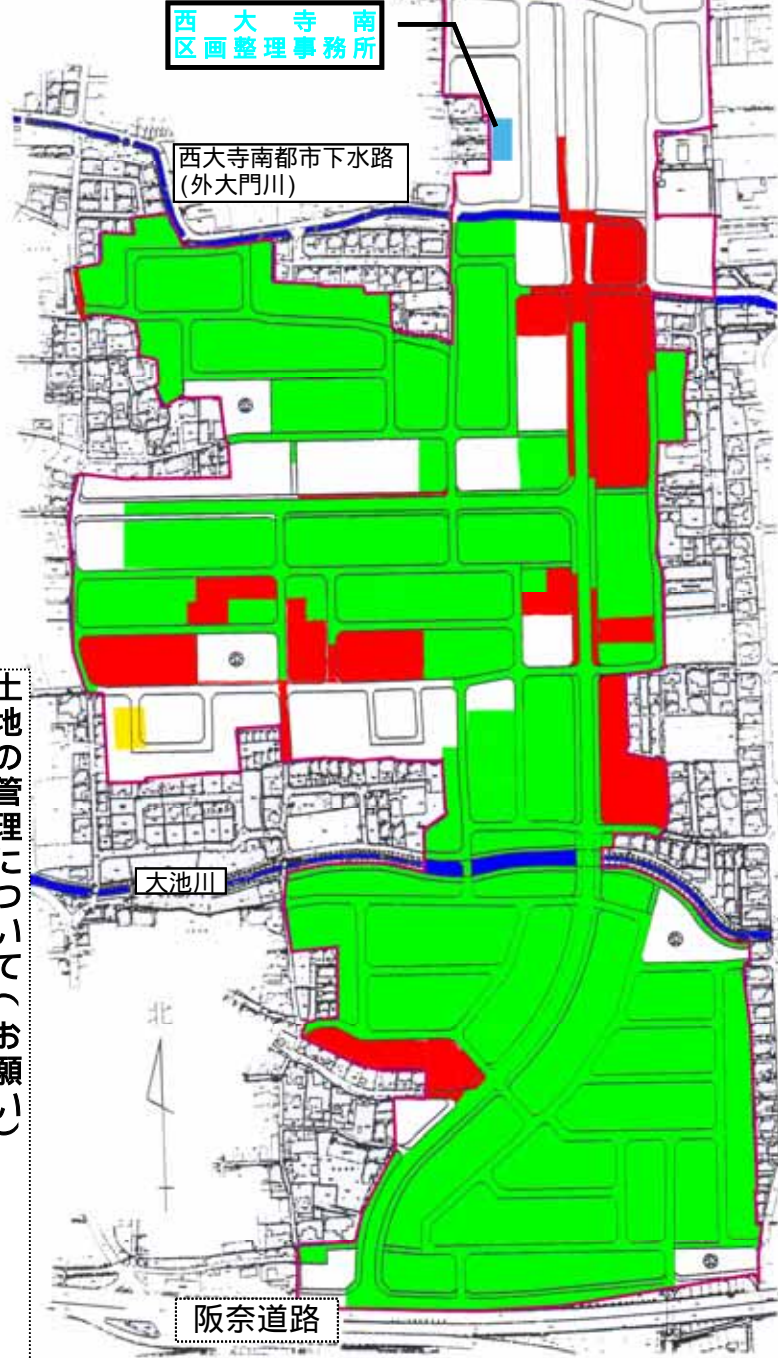 西大寺南
区画整理事務所
西大寺南都市下水路
(外大門川)
土地の管理について(お願い)
大池川
北
阪奈道路